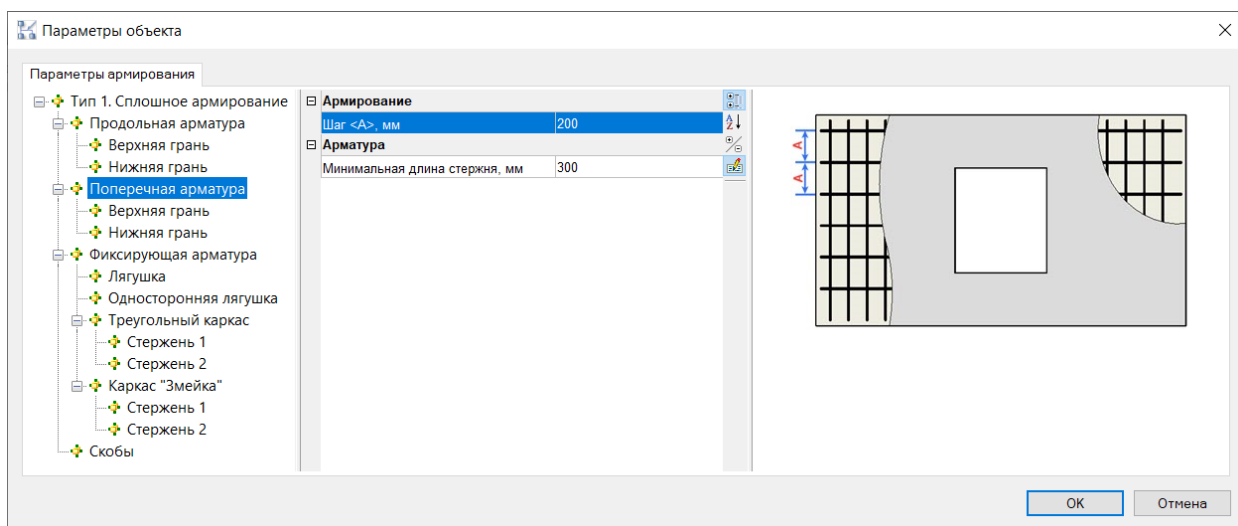 Параметры объекта
Параметры армирования
Тип 1. Сплошное армирование
Продольная арматура
Верхняя грань
Нижняя грань
Поперечная арматура
Верхняя грань
Нижняя грань
Фиксирующая арматура
Лягушка
Односторонняя лягушка
Треугольный каркас
Стержень 1
Стержень 2
Каркас "Змейка"
Стержень 1
Стержень 2
Скобы
Армирование
Шаг <A>, мм 200
Арматура
Минимальная длина стержня, мм 300
A
Z
A
A
OK Отмена